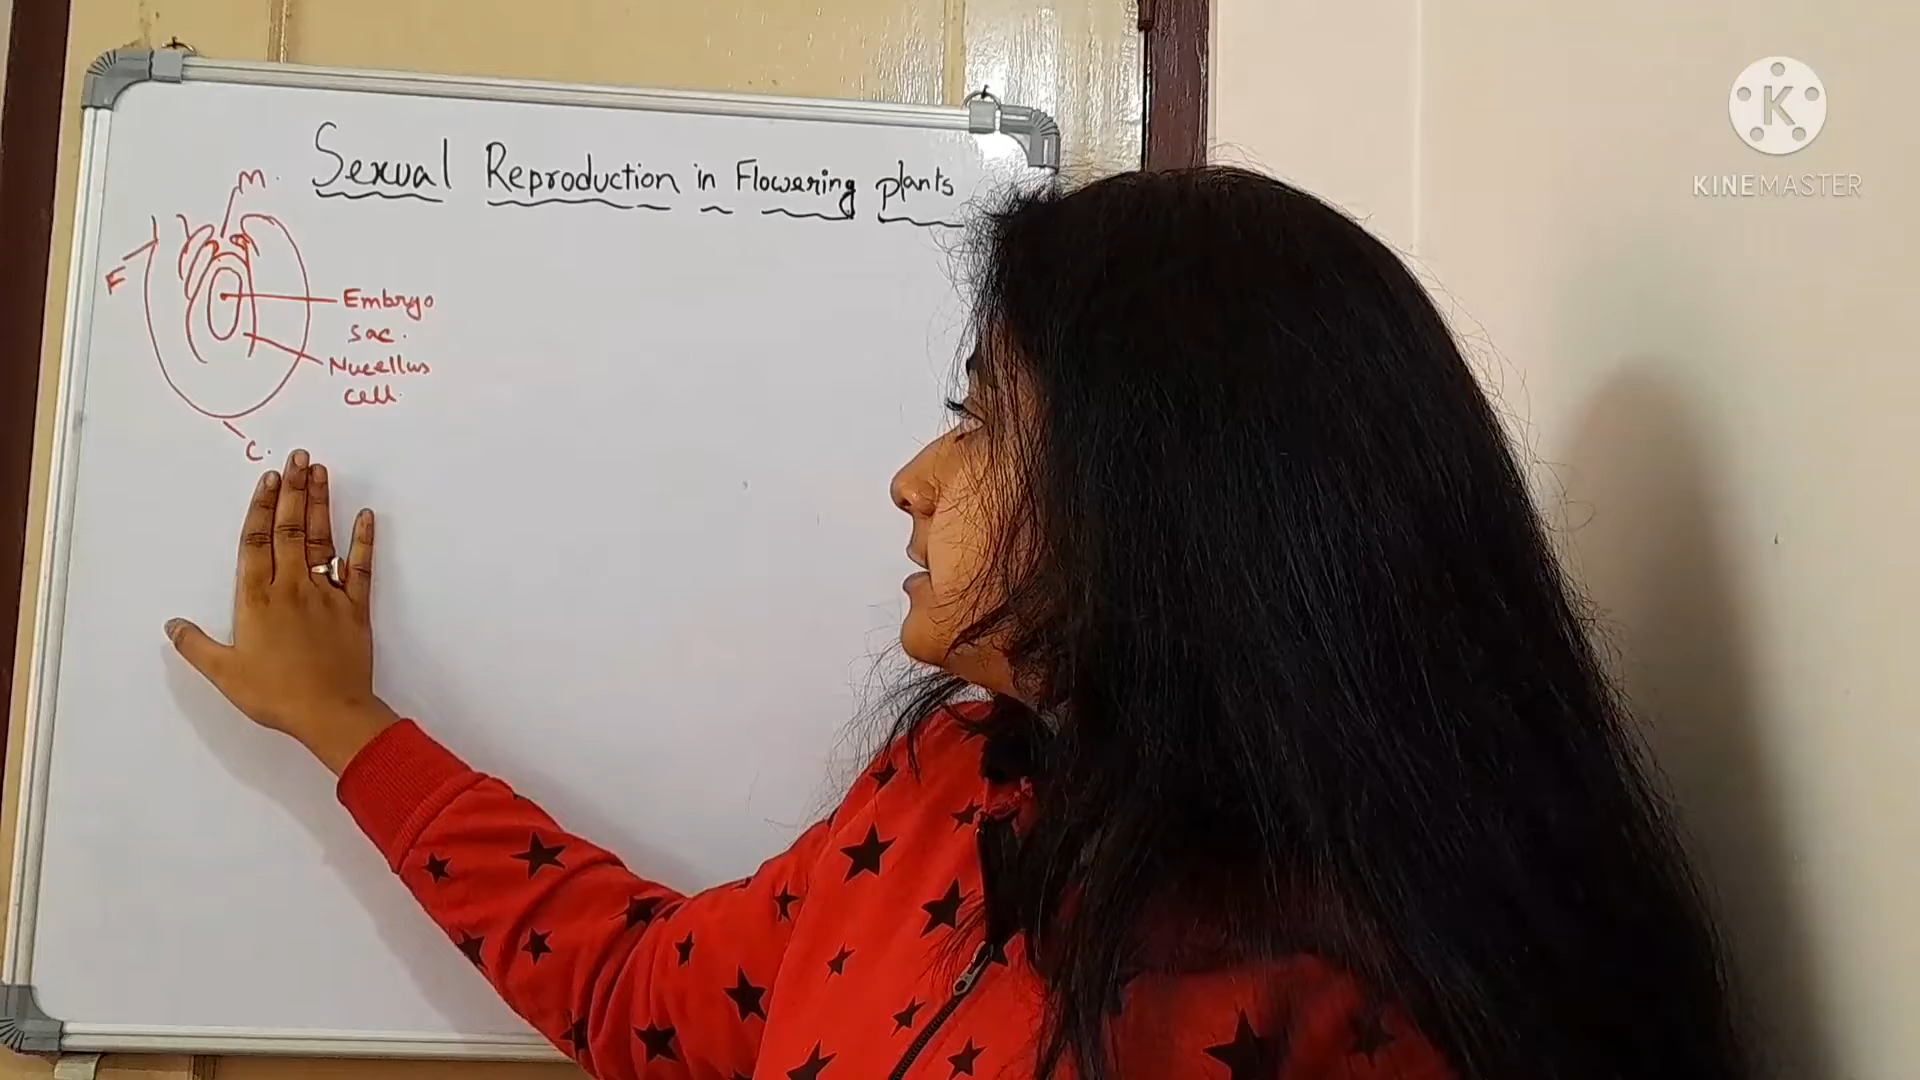 Sexual Reproduction in Flowering plants
M.
F
Embryo
sac.
Nucellus
cell.
C.
K
KINEMASTER